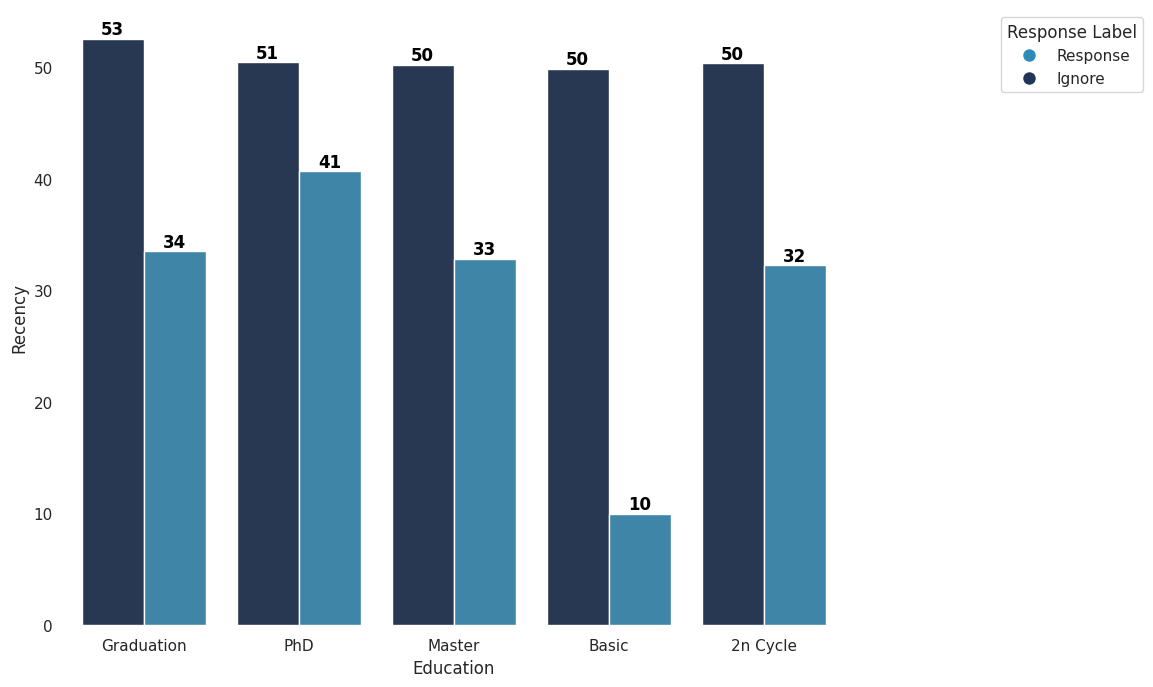 53
51
50
50
50
41
34
33
32
10
Response Label
Response
Ignore
50
40
30
20
10
0
Recency
Graduation
PhD
Master
Basic
2n Cycle
Education